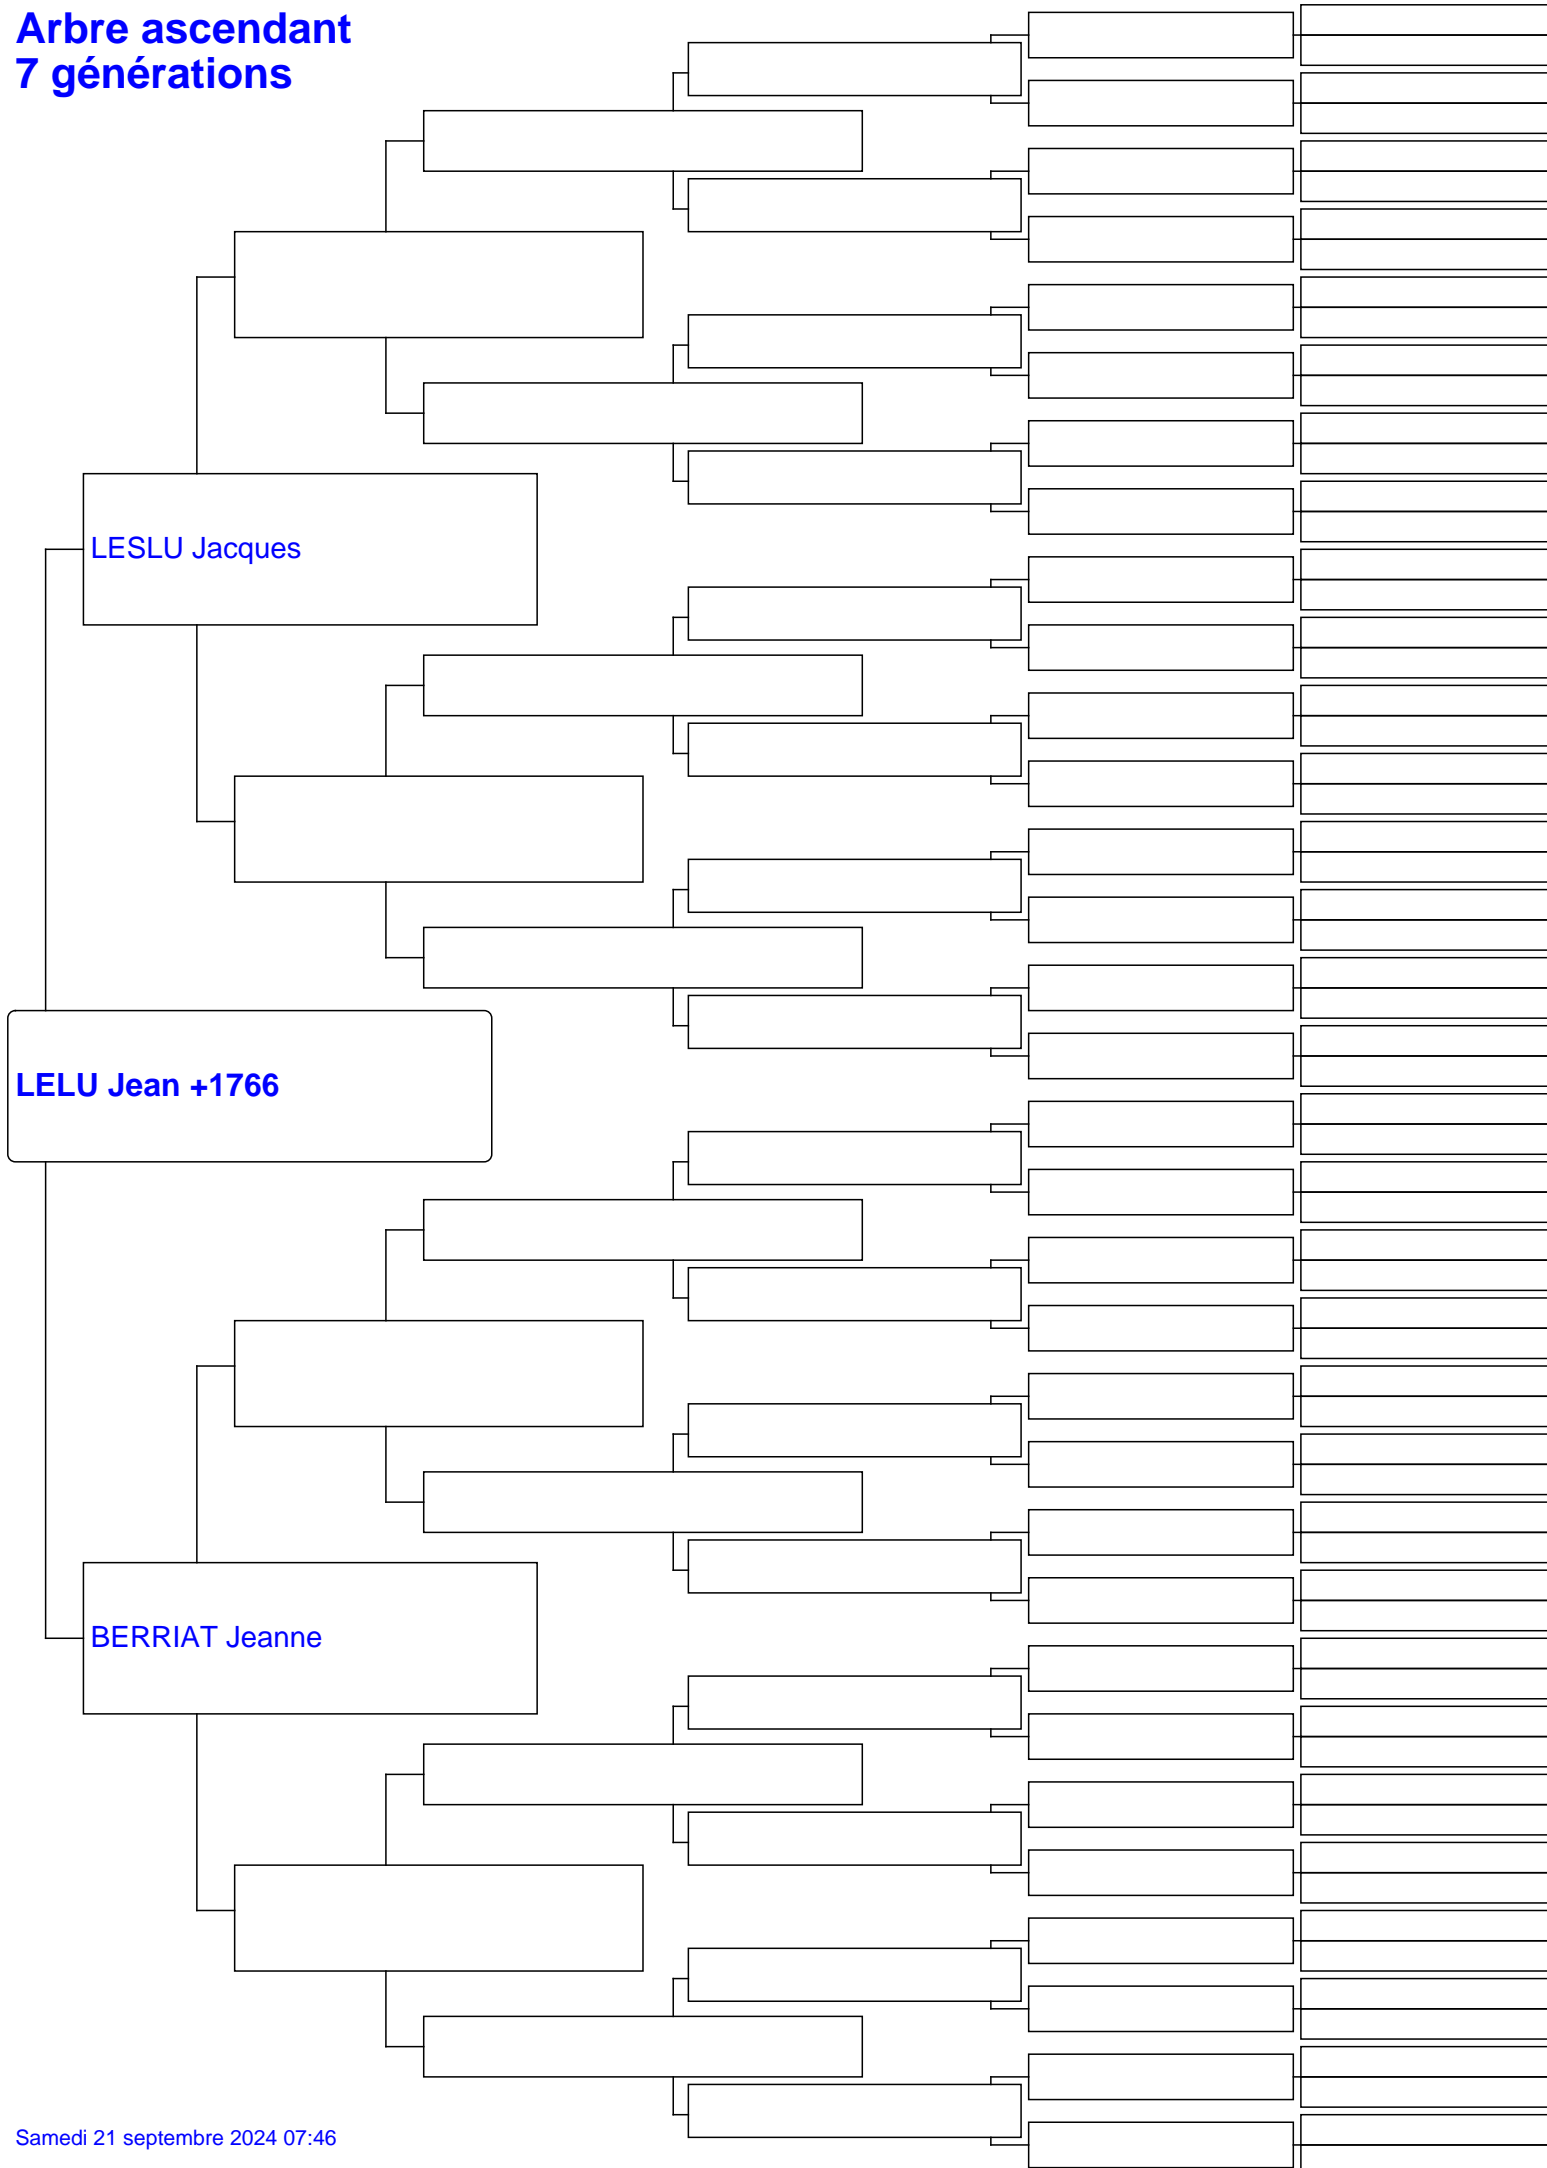 Arbre ascendant
7 générations
LESLU Jacques
LELU Jean +1766
BERRIAT Jeanne
Samedi 21 septembre 2024 07:46